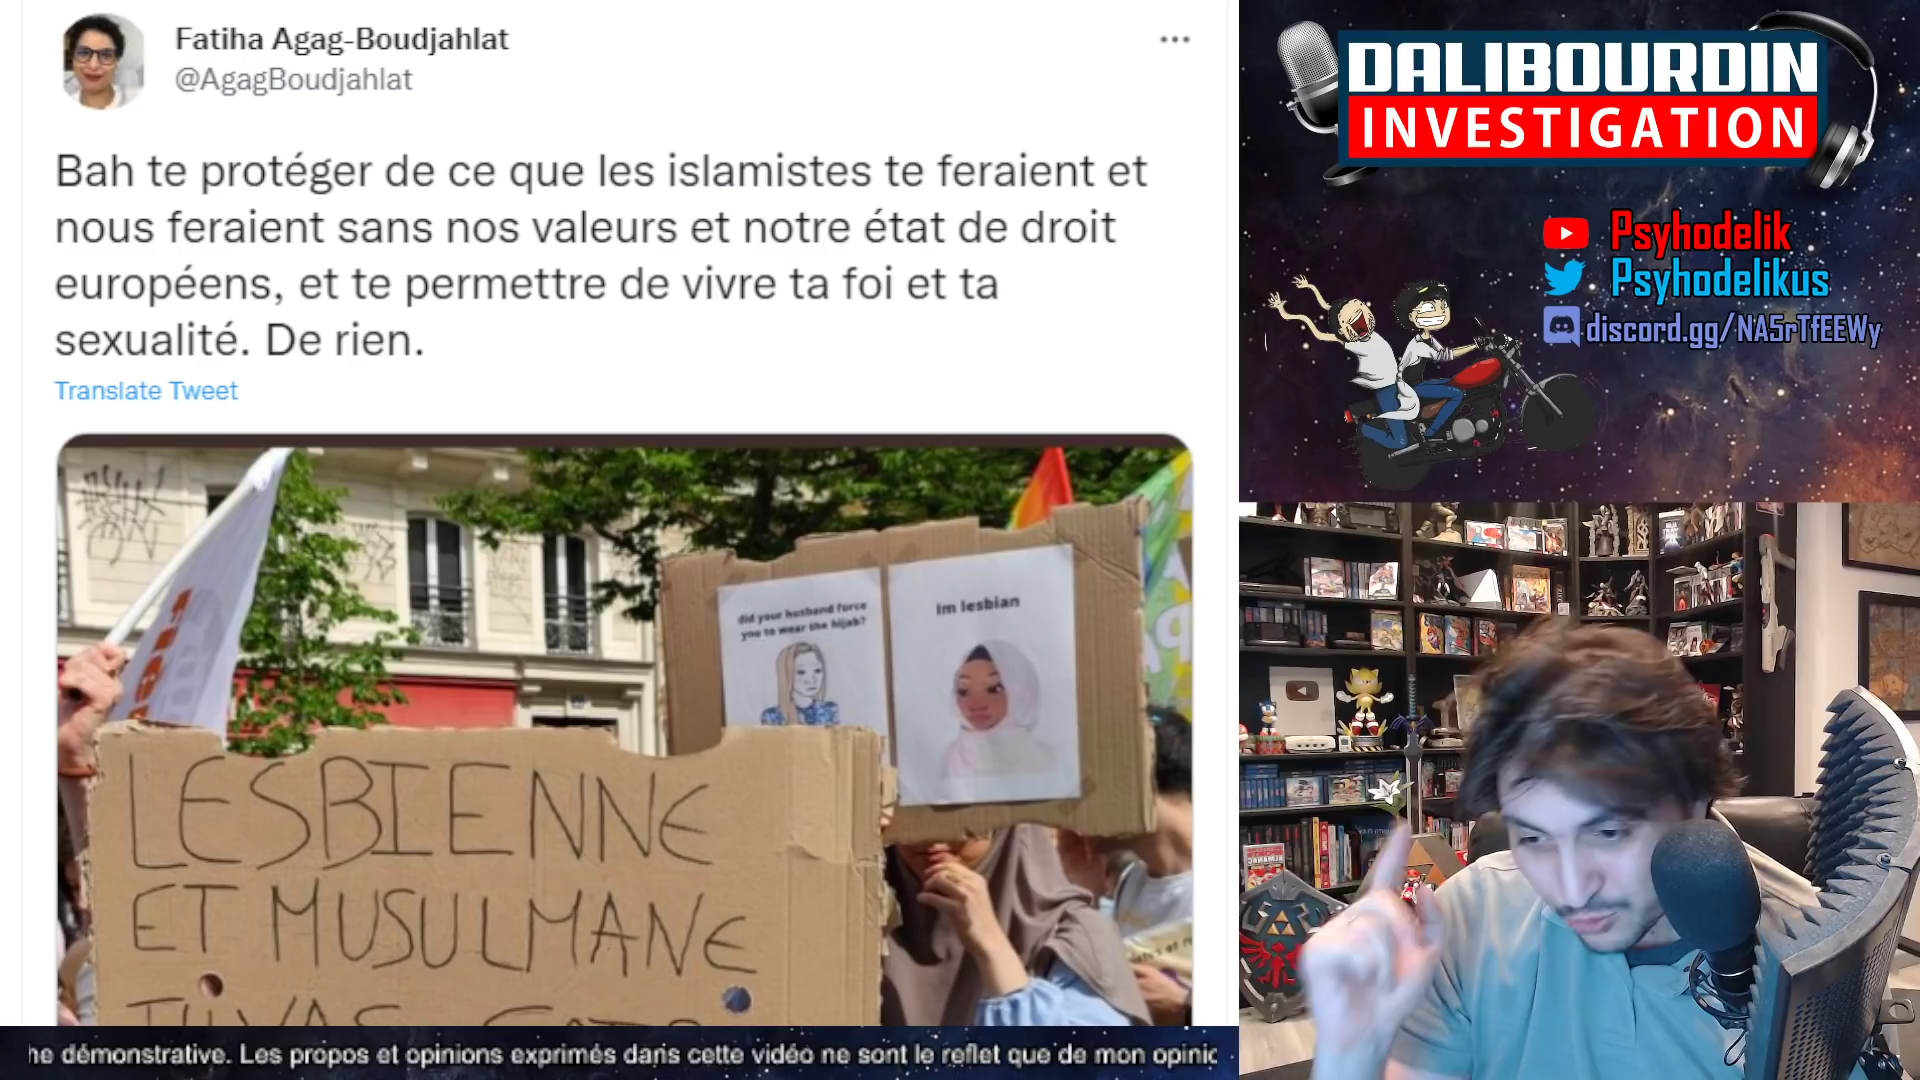 Fatiha Agag-Boudjahlat
@AgagBoudjahlat
Bah te protéger de ce que les islamistes te feraient et
nous feraient sans nos valeurs et notre état de droit
européens, et te permettre de vivre ta foi et ta
sexualité. De rien.
Translate Tweet
did your husband force
you to wear the hijab?
Im lesbian
LESBIENNE
ET MUSULMANE
he démonstrative. Les propos et opinions exprimés dans cette vidéo ne sont le reflet que de mon opinio
DALIBOURDIN
INVESTIGATION
Psyhodelik
Psyhodelikus
discord.gg/NA5rTfEEWy